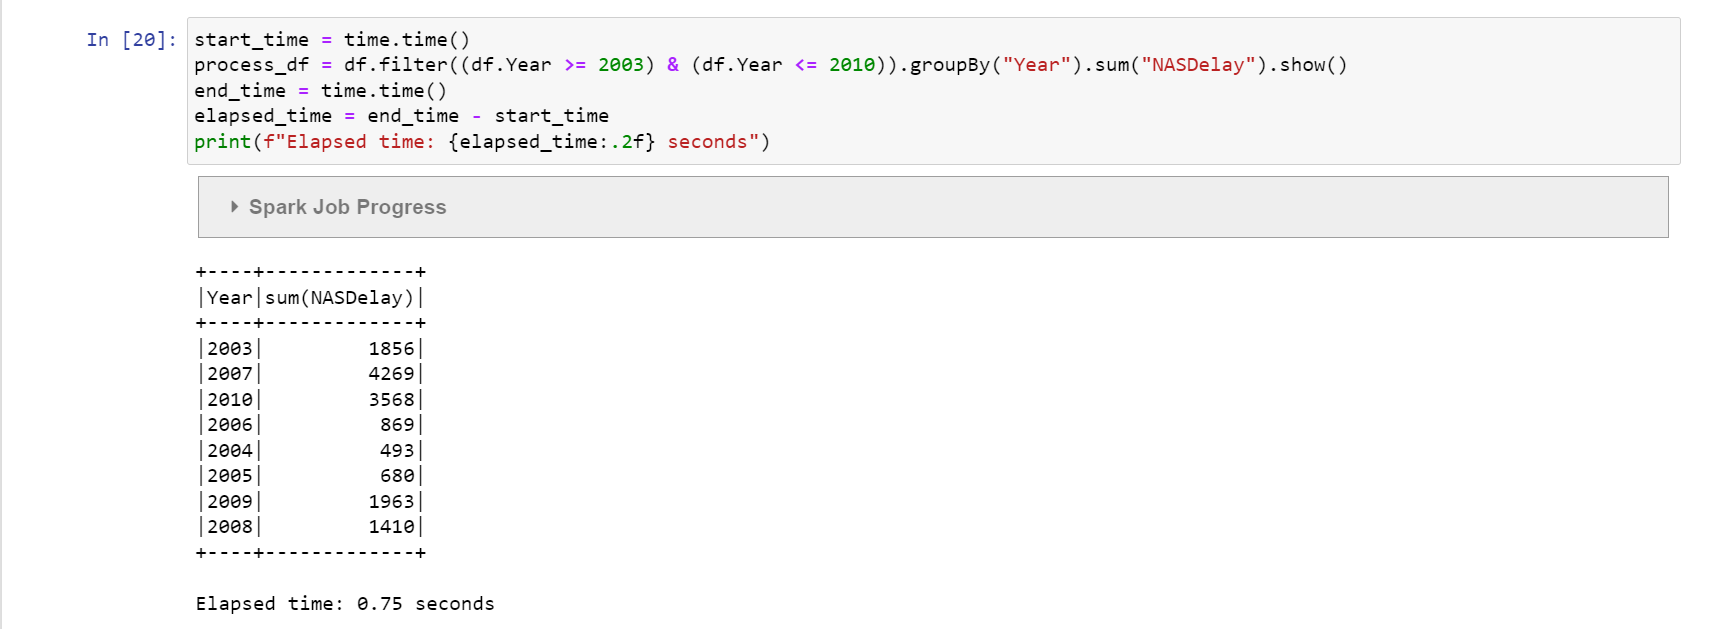 In [20]: start_time = time.time()
process_df = df.filter((df.Year >= 2003) & (df.Year <= 2010)).groupBy("Year").sum("NASDelay").show()
end_time = time.time()
elapsed_time = end_time - start_time
print(f"Elapsed time: {elapsed_time:.2f} seconds")
Spark Job Progress
+----+-------------+
|Year|sum(NASDelay)|
+----+-------------+
|2003|         1856|
|2007|         4269|
|2010|         3568|
|2006|          869|
|2004|          493|
|2005|          680|
|2009|         1963|
|2008|         1410|
+----+-------------+
Elapsed time: 0.75 seconds